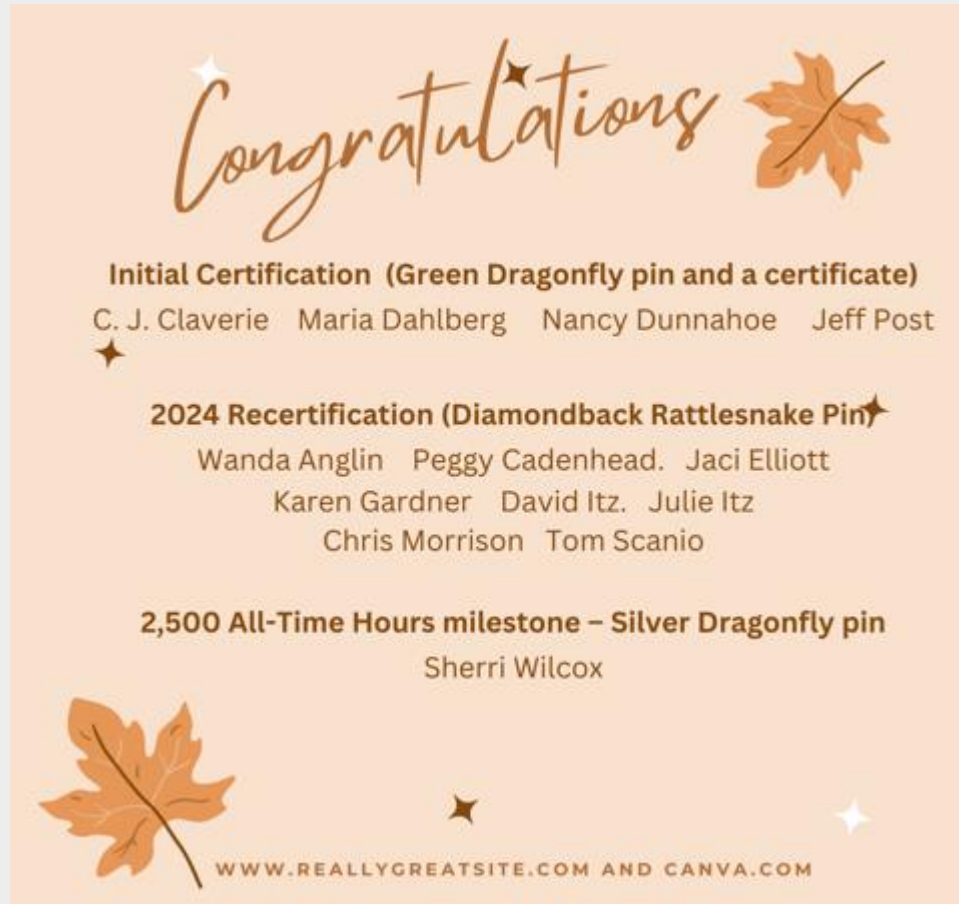 Congratulations
Initial Certification (Green Dragonfly pin and a certificate)
C. J. Claverie Maria Dahlberg Nancy Dunnahoe Jeff Post
2024 Recertification (Diamondback Rattlesnake Pin)
Wanda Anglin Peggy Cadenhead. Jaci Elliott
Karen Gardner David Itz. Julie Itz
Chris Morrison Tom Scanio
2,500 All-Time Hours milestone – Silver Dragonfly pin
Sherri Wilcox
WWW.REALLYGREATSITE.COM AND CANVA.COM